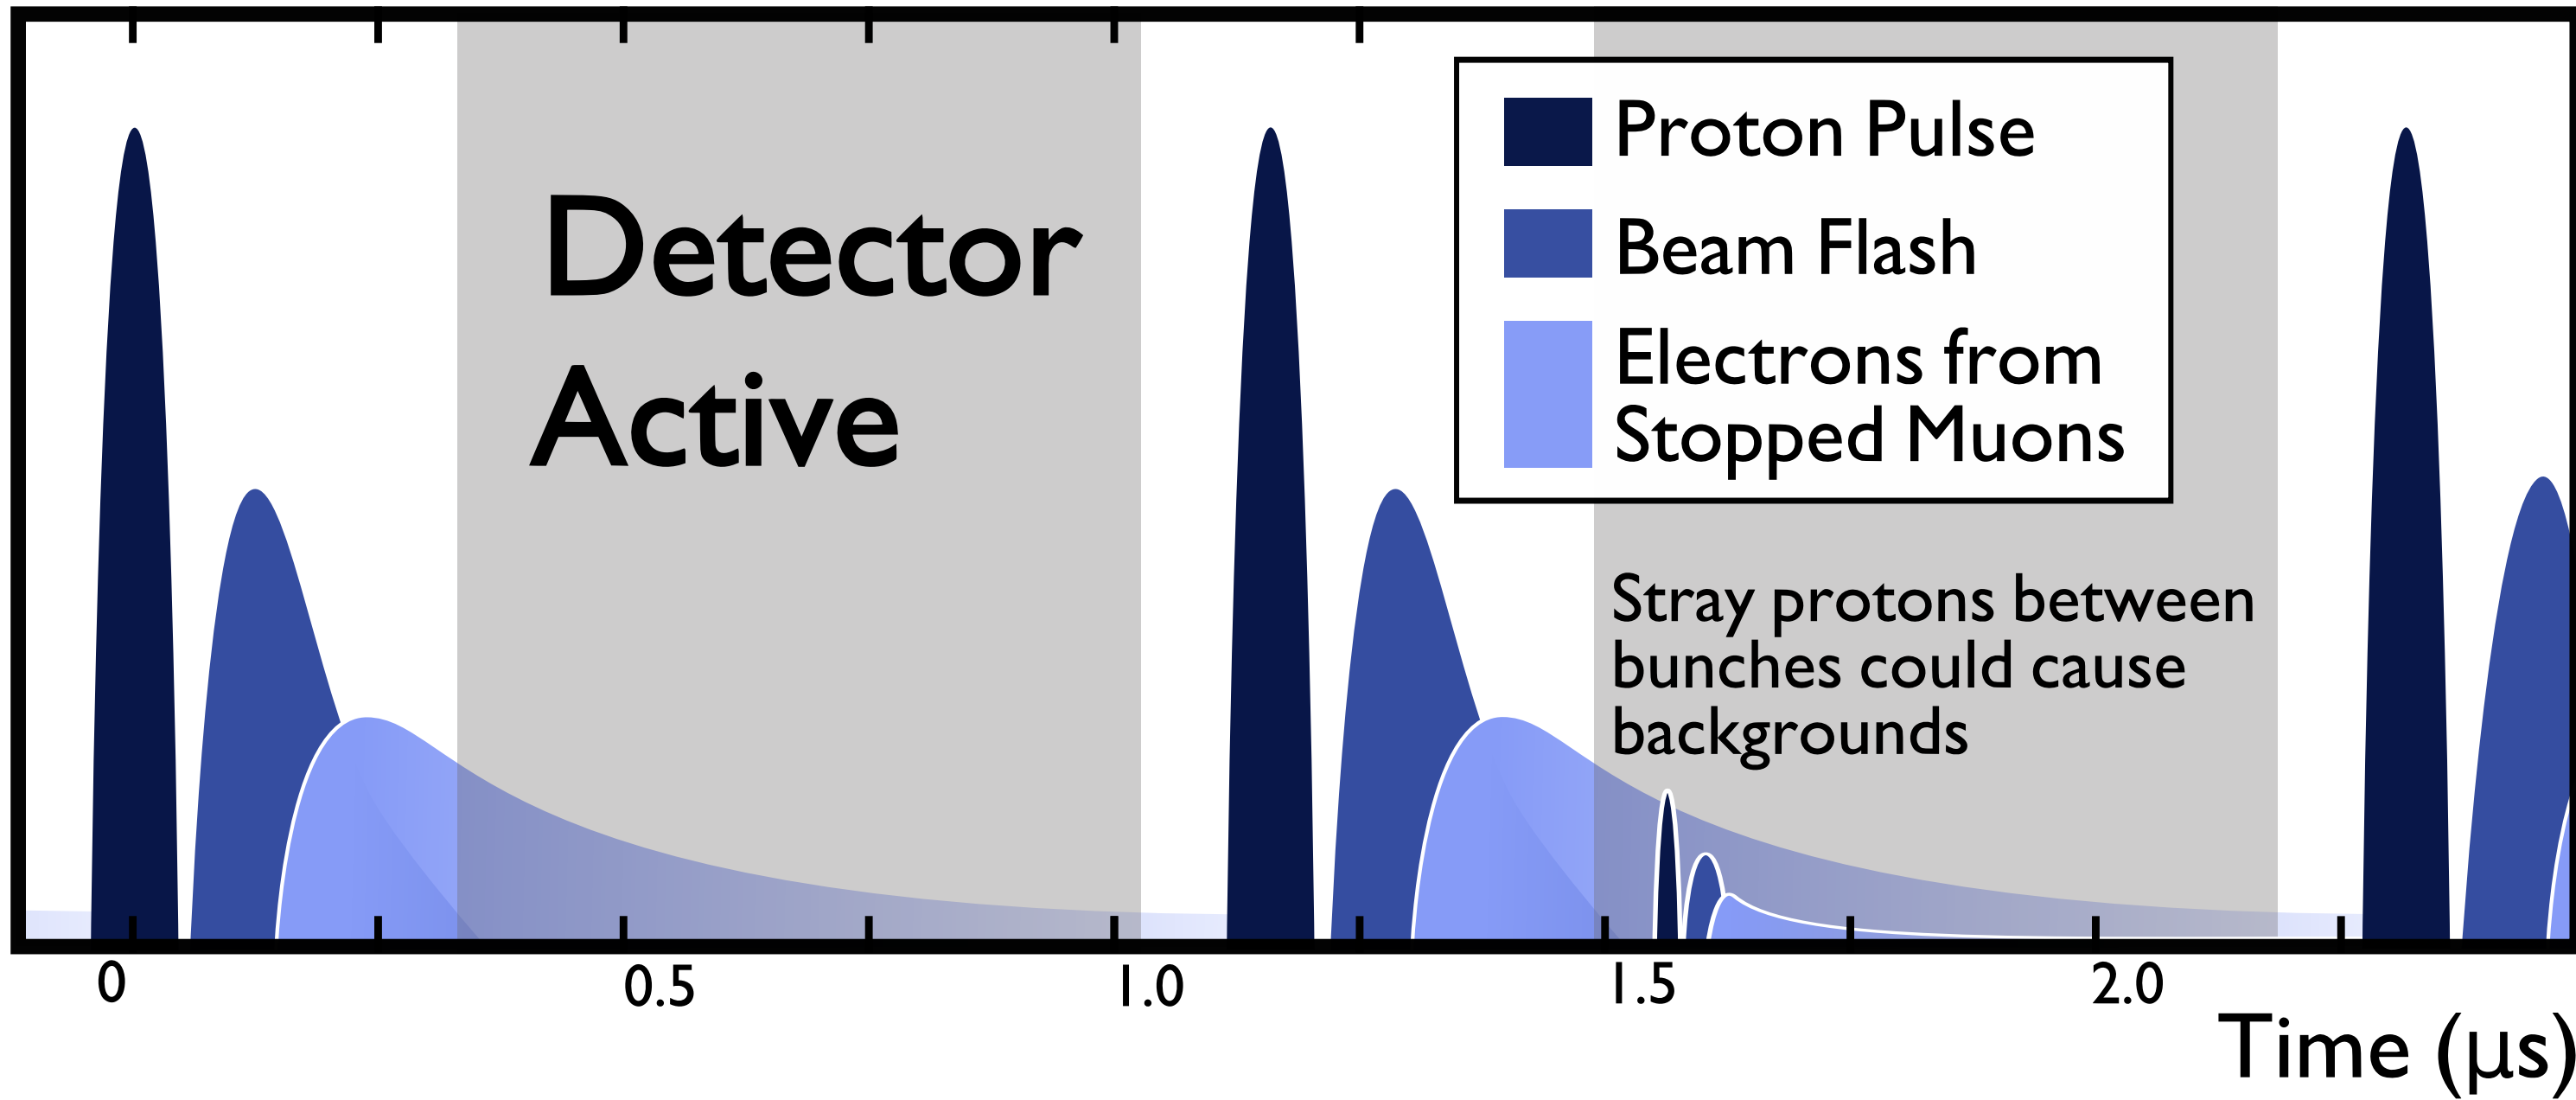 Detector
Active
Proton Pulse
Beam Flash
Electrons from
Stopped Muons
Stray protons between
bunches could cause
backgrounds
0
0.5
1.0
1.5
2.0
Time (µs)